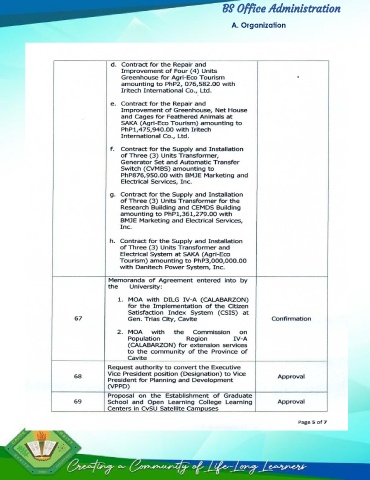 BS Office Administration
A. Organization
d. Contract for the Repair and
Improvement of Four (4) Units
Greenhouse for Agri-Eco Tourism
amounting to PhP2, 076,582.00 with
Iritech International Co., Ltd.
e. Contract for the Repair and
Improvement of Greenhouse, Net House
and Cages for Feathered Animals at
SAKA (Agri-Eco Tourism) amounting to
PhP1,475,940.00 with Iritech
International Co., Ltd.
f. Contract for the Supply and Installation
of Three (3) Units Transformer,
Generator Set and Automatic Transfer
Switch (CVMBS) amounting to
PhP876,950.00 with BMJE Marketing and
Electrical Services, Inc.
g. Contract for the Supply and Installation
of Three (3) Units Transformer for the
Research Building and CEMDS Building
amounting to PhP1,361,279.00 with
BMJE Marketing and Electrical Services,
Inc.
h. Contract for the Supply and Installation
of Three (3) Units Transformer and
Electrical System at SAKA (Agri-Eco
Tourism) amounting to PhP3,000,000.00
with Danitech Power System, Inc.
67
Memoranda of Agreement entered into by
the University:
1. MOA with DILG IV-A (CALABARZON)
for the Implementation of the Citizen
Satisfaction Index System (CSIS) at
Gen. Trias City, Cavite
2. MOA with the Commission on
Population Region IV-A
(CALABARZON) for extension services
to the community of the Province of
Cavite
Confirmation
68
Request authority to convert the Executive
Vice President position (Designation) to Vice
President for Planning and Development
(VPPD)
Approval
69
Proposal on the Establishment of Graduate
School and Open Learning College Learning
Centers in CvSU Satellite Campuses
Approval
Page 5 of 7
Creating a Community of Life-Long Learners